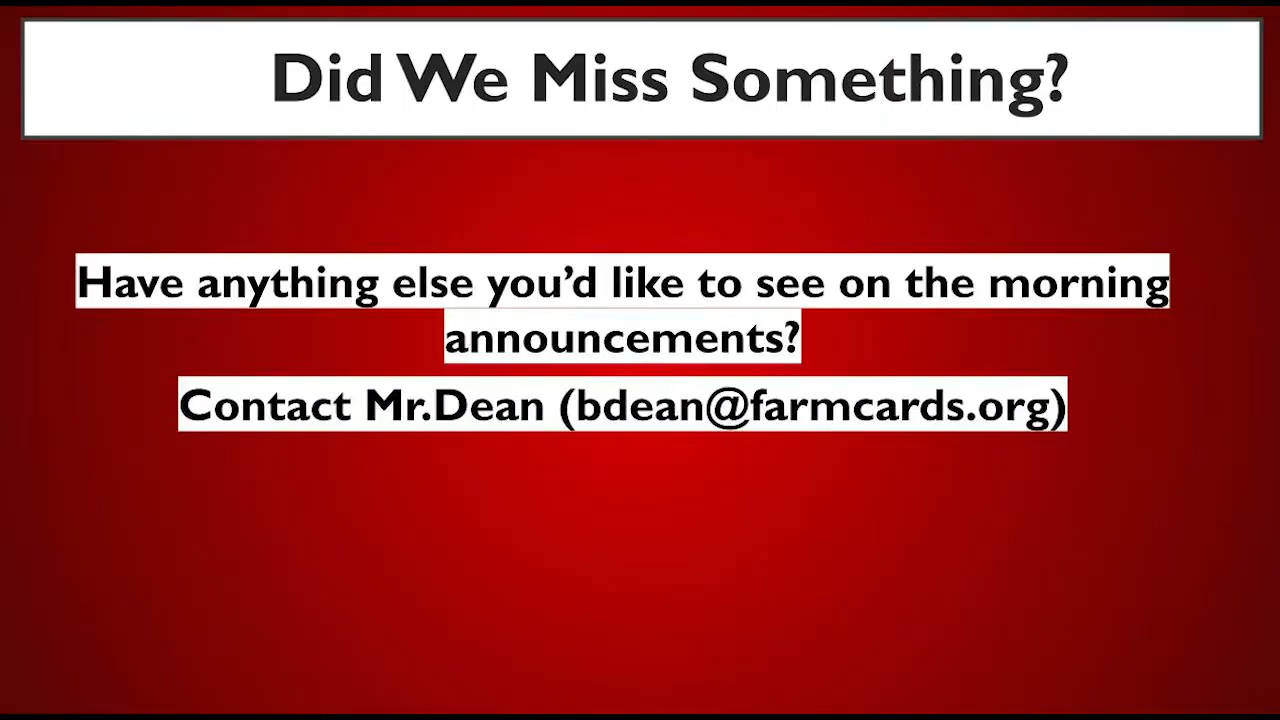 Did We Miss Something?
Have anything else you’d like to see on the morning
announcements?
Contact Mr.Dean (bdean@farmcards.org)